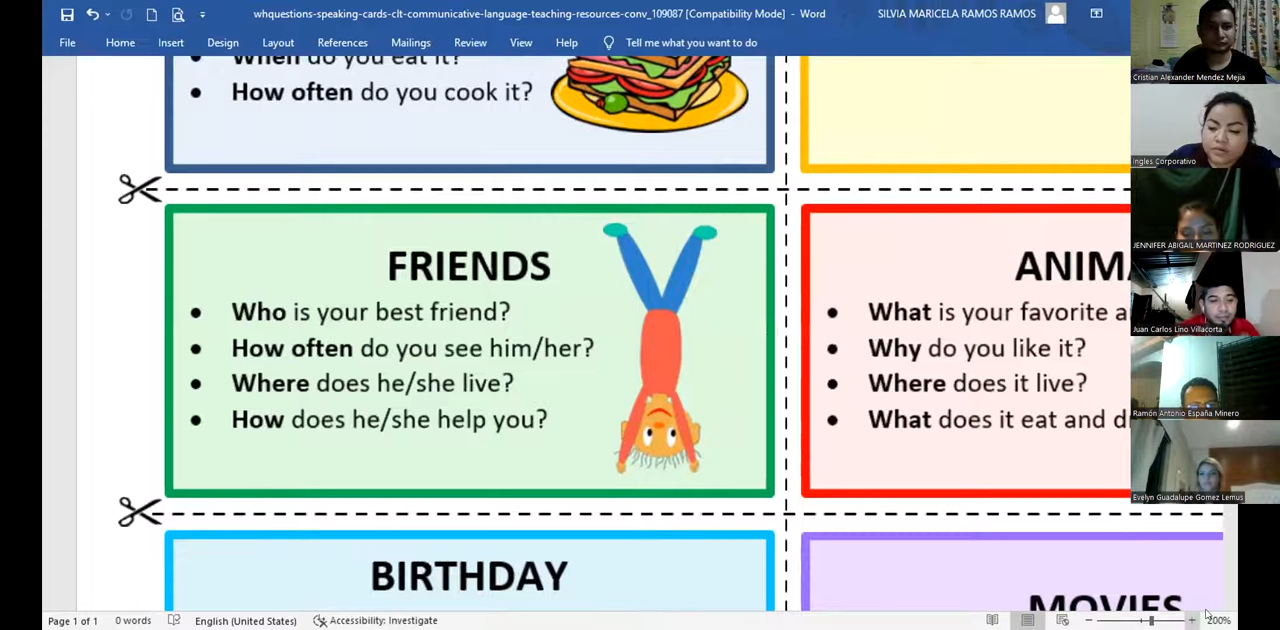 whquestions-speaking-cards-clt-communicative-language-teaching-resources-conv_109087 [Compatibility Mode] - Word
SILVIA MARICELA RAMOS RAMOS
File
Home
Insert
Design
Layout
References
Mailings
Review
View
Help
Tell me what you want to do
• When do you eat it?
• How often do you cook it?
FRIENDS
• Who is your best friend?
• How often do you see him/her?
• Where does he/she live?
• How does he/she help you?
ANIM
• What is your favorite a
• Why do you like it?
• Where does it live?
• What does it eat and d
BIRTHDAY
MOVIES
Cristian Alexander Mendez Mejia
Ingles Corporativo
JENNIFER ABIGAIL MARTINEZ RODRIGUEZ
Juan Carlos Lino Villacorta
Ramón Antonio España Minero
Evelyn Guadalupe Gomez Lemus
Page 1 of 1
0 words
English (United States)
Accessibility: Investigate
200%